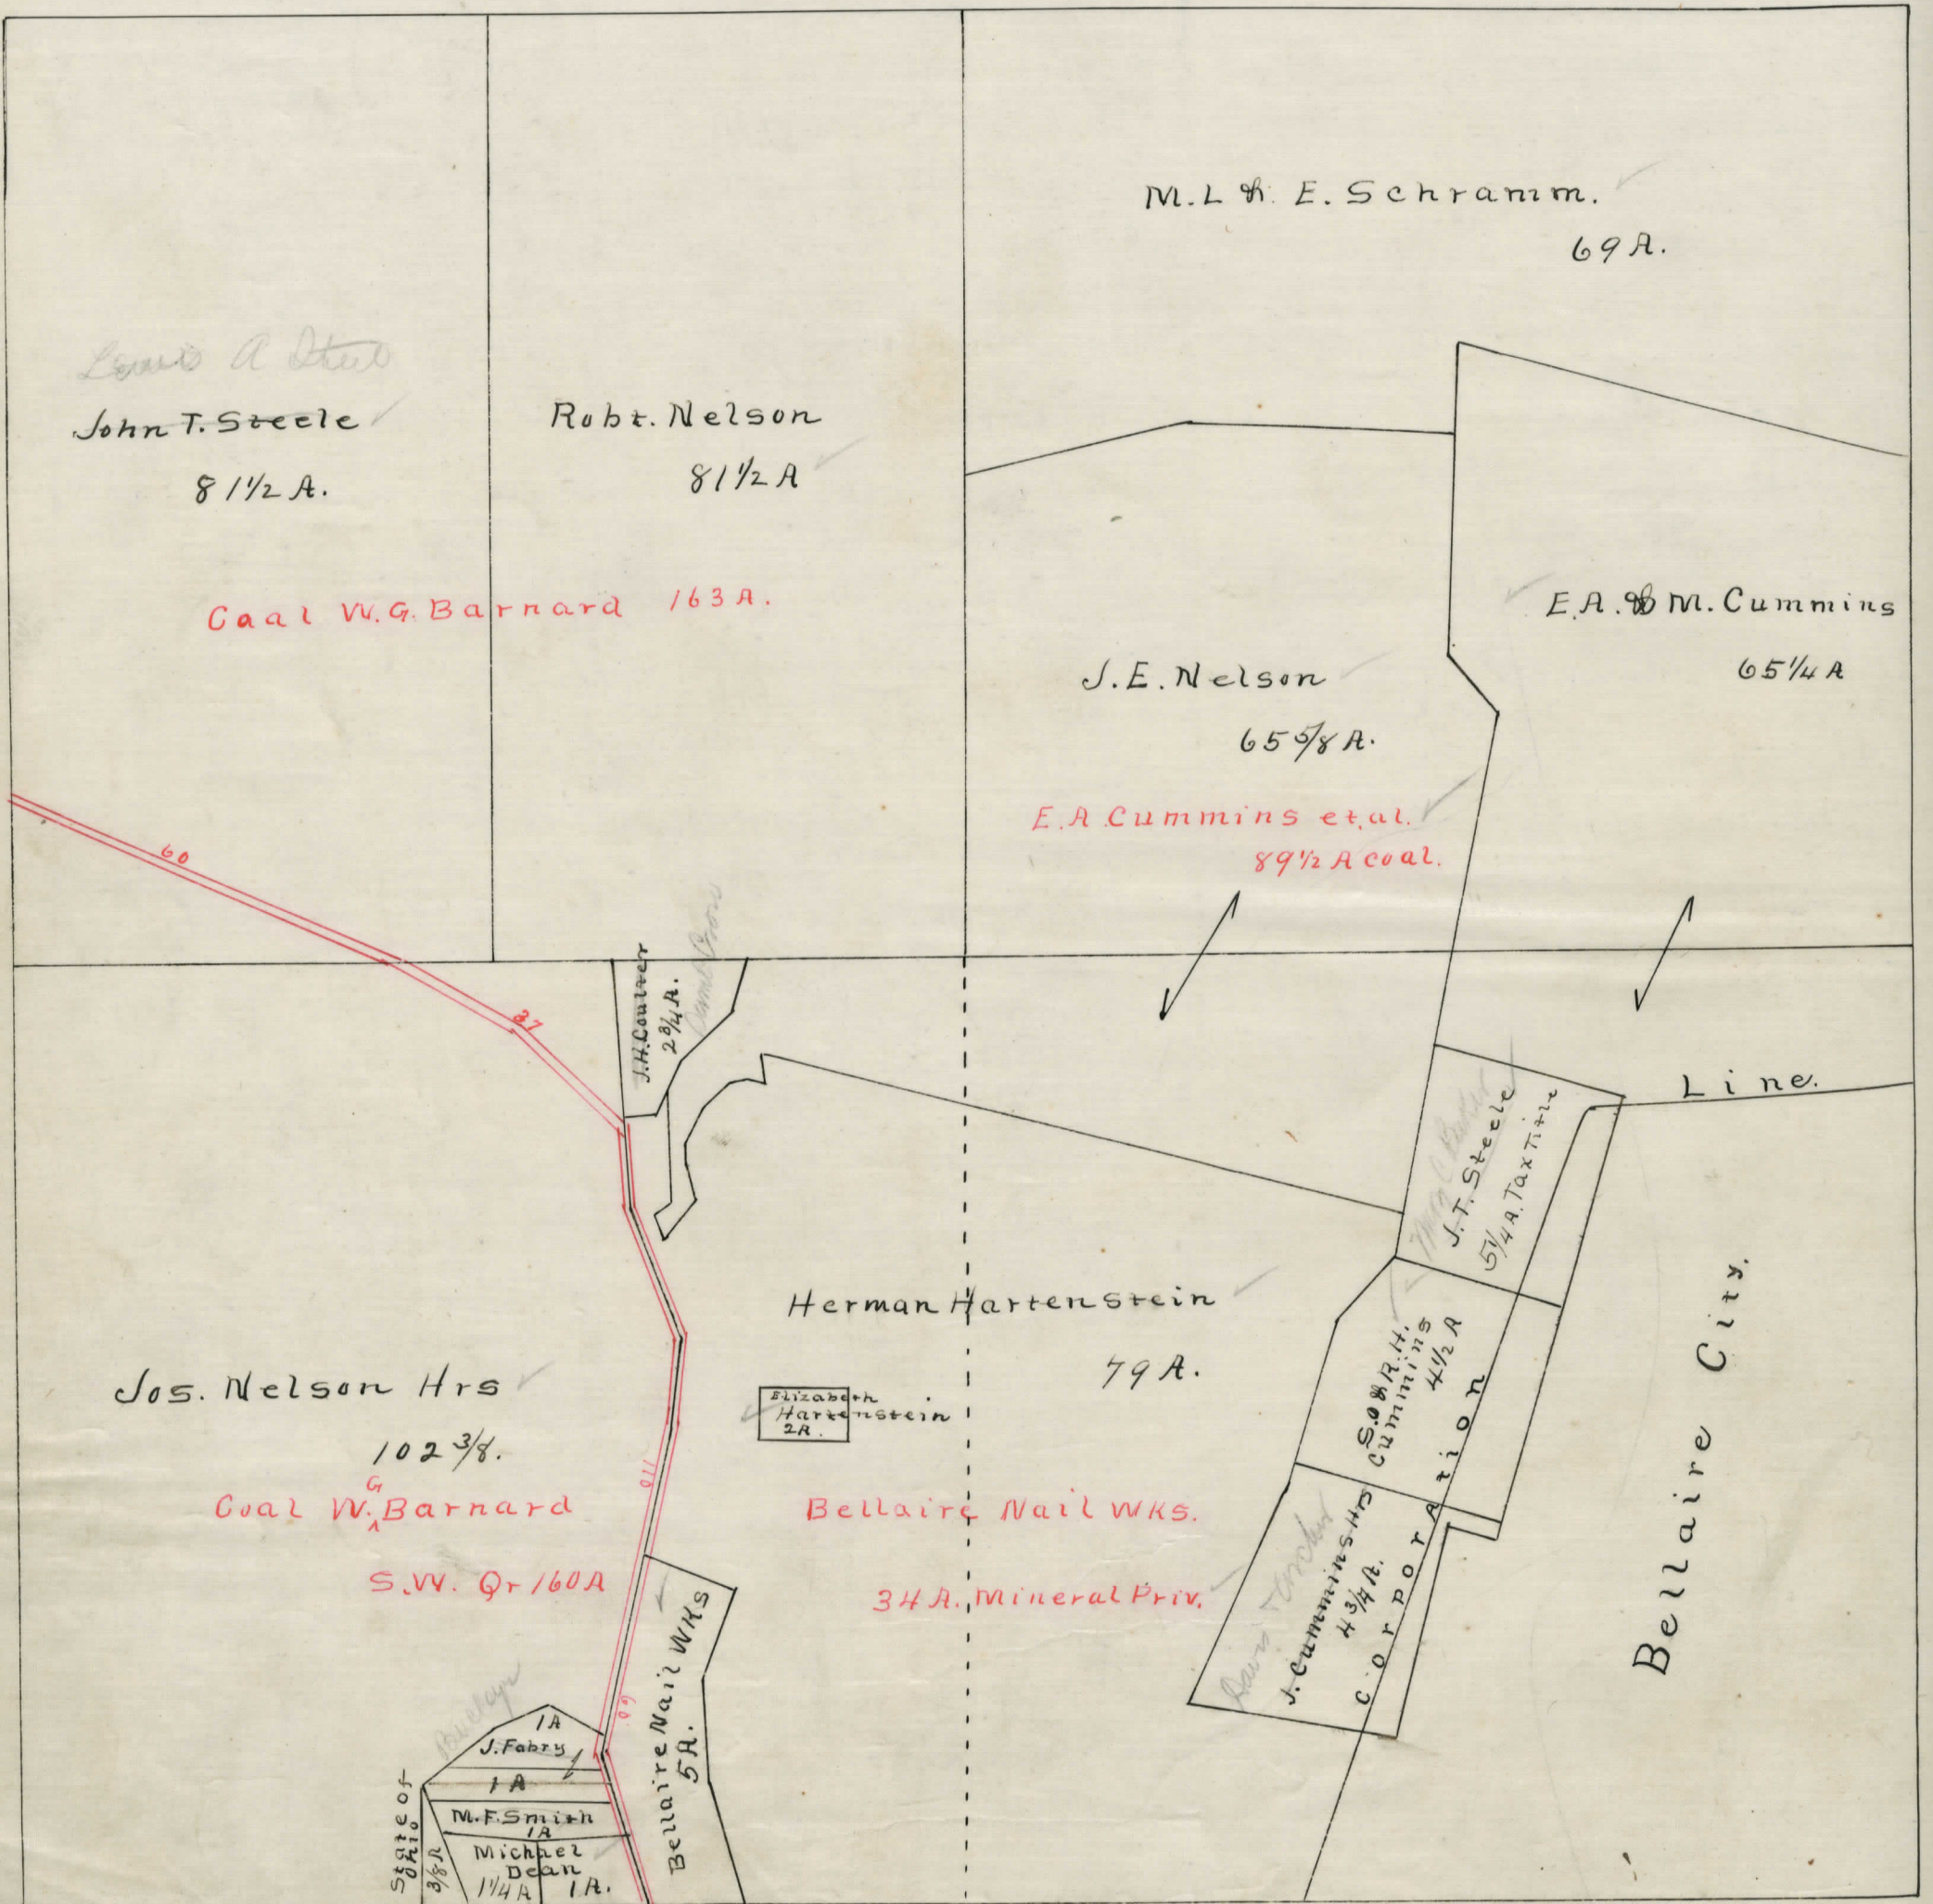 M.L & E. Schramm.
69 A.
John T. Steele
81 1/2 A.
Robt. Nelson
81 1/2 A
Caal W.G. Barnard 163 A.
E.A. & M. Cummins
65 1/4 A
J.E. Nelson
65 5/8 A.
E.A. Cummins et.al.
89 1/2 A coal.
60
37
J.H. Coulter
2 3/4 A.
Line.
J.T. Steele
5 1/4 A. Tax Title
Herman Hartenstein
79 A.
Elizabeth
Hartenstein
2 A.
S.O & R.H.
Cummins
4 1/2 A
Jos. Nelson Hrs
102 3/8.
Coal W. G Barnard
S.W. Qr 160 A
110
Bellaire Nail WKs.
34 A. Mineral Priv.
J. Cummins Hrs
4 3/4 A.
Corporation
Bellaire City.
60
Bellaire Nail WKs
5 A.
1 A
J. Fabry
1 A
M.F. Smith
1 A
Michael
Dean
1 1/4 A
1 A.
State of
Ohio
3/8 A